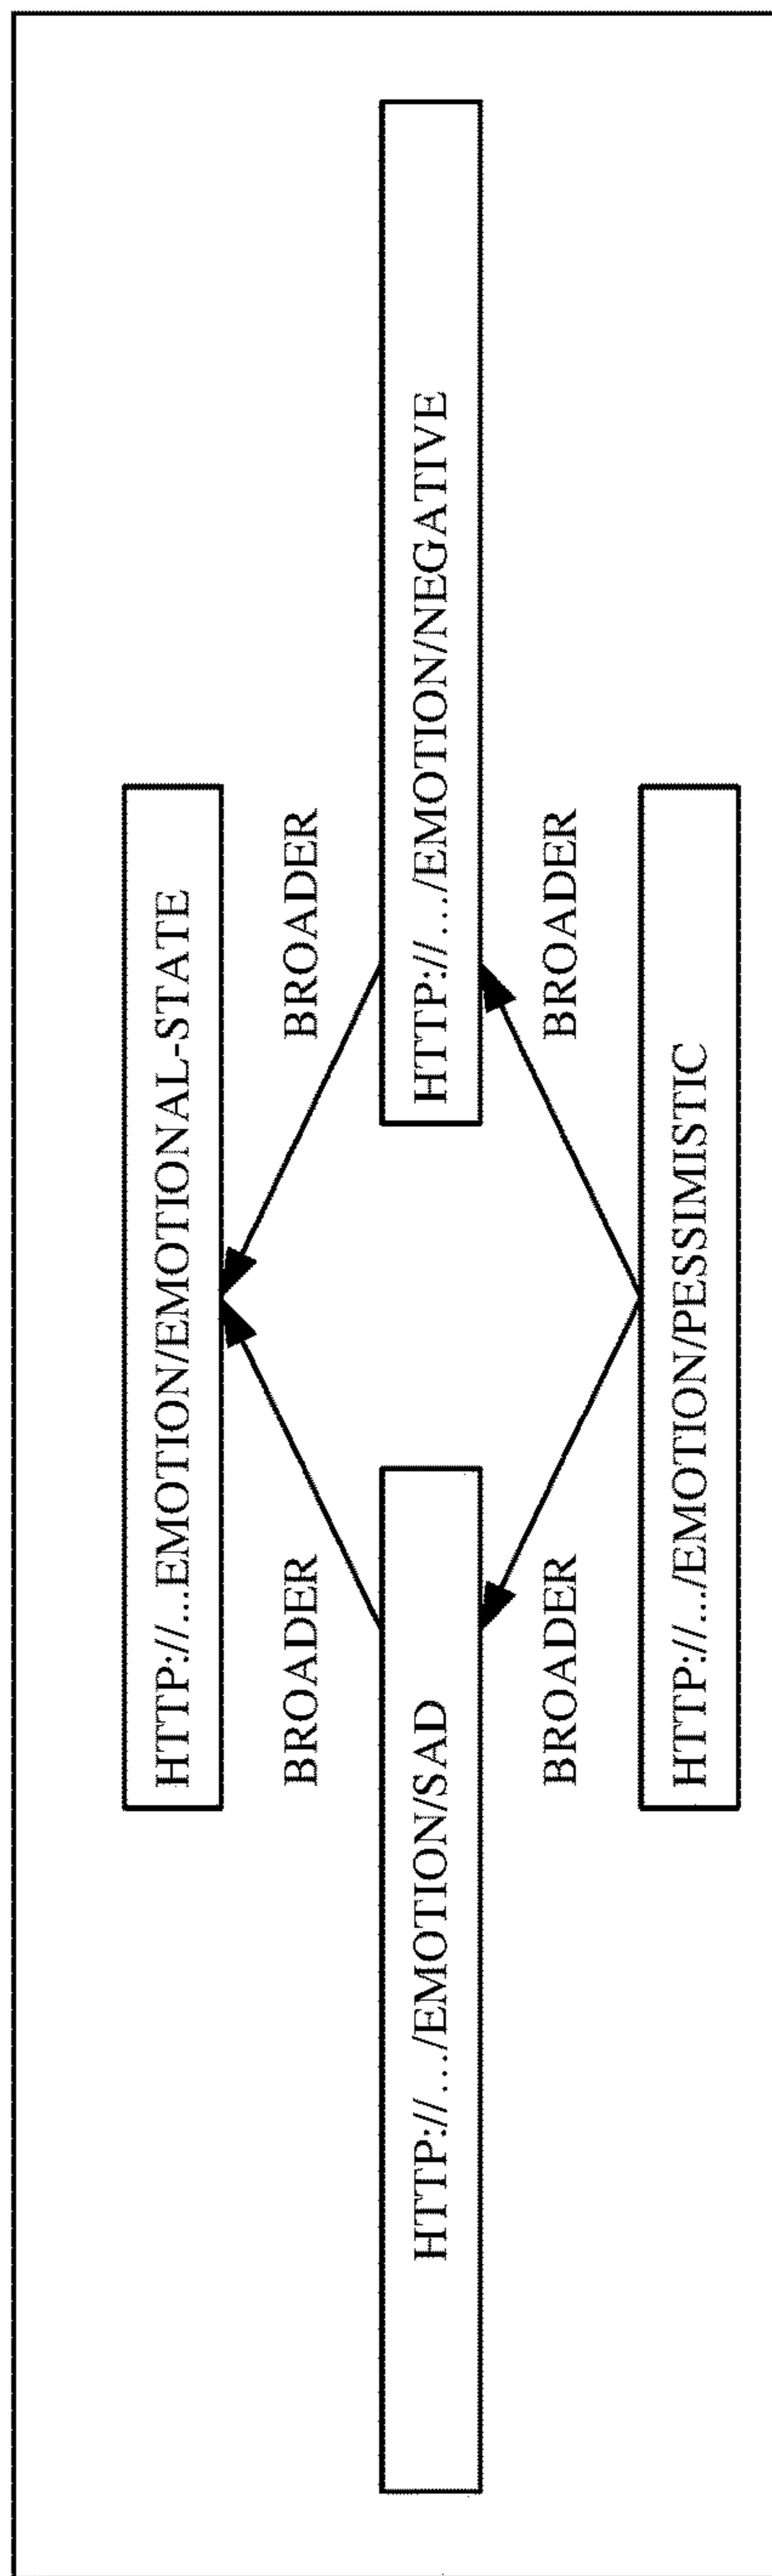 HTTP://...EMOTION/EMOTIONAL-STATE
BROADER
BROADER
HTTP://.…/EMOTION/SAD
HTTP://…./EMOTION/NEGATIVE
BROADER
BROADER
HTTP://.../EMOTION/PESSIMISTIC